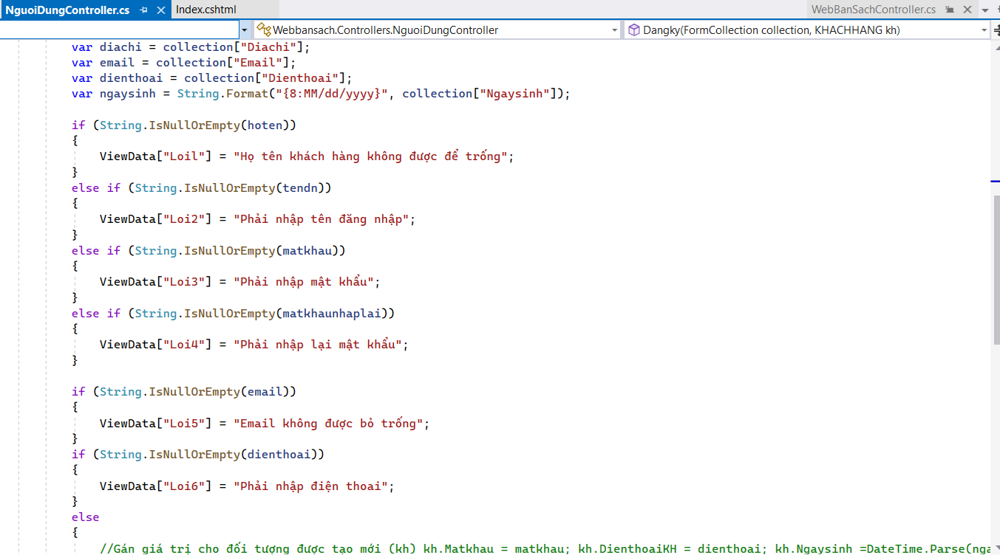 NguoiDungController.cs Index.cshtml WebBanSachController.cs
Webbansach.Controllers.NguoiDungController Dangky(FormCollection collection, KHACHHANG kh)
var diachi = collection["Diachi"];
var email = collection["Email"];
var dienthoai = collection["Dienthoai"];
var ngaysinh = String.Format("{8:MM/dd/yyyy}", collection["Ngaysinh"]);
if (String.IsNullOrEmpty(hoten))
{
ViewData["Loil"] = "Họ tên khách hàng không được để trống";
}
else if (String.IsNullOrEmpty(tendn))
{
ViewData["Loi2"] = "Phải nhập tên đăng nhập";
}
else if (String.IsNullOrEmpty(matkhau))
{
ViewData["Loi3"] = "Phải nhập mật khẩu";
}
else if (String.IsNullOrEmpty(matkhaunhaplai))
{
ViewData["Loi4"] = "Phải nhập lại mật khẩu";
}
if (String.IsNullOrEmpty(email))
{
ViewData["Loi5"] = "Email không được bỏ trống";
}
if (String.IsNullOrEmpty(dienthoai))
{
ViewData["Loi6"] = "Phải nhập điện thoai";
}
else
{
//Gán giá trị cho đối tượng được tạo mới (kh) kh.Matkhau = matkhau; kh.DienthoaiKH = dienthoai; kh.Ngaysinh =DateTime.Parse(nga